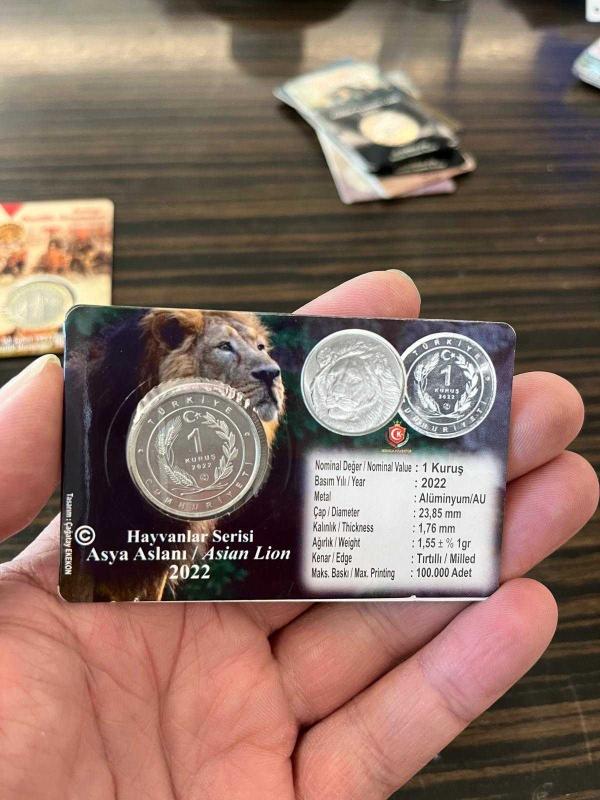 TÜRKİYE
1
KURUŞ
2022
CUMHURİYETİ
TÜRKİYE
1
KURUŞ
2022
CUMHURİYETİ
Nominal Değer / Nominal Value : 1 Kuruş
Basım Yılı / Year : 2022
Metal : Alüminyum/AU
Çap / Diameter : 23,85 mm
Kalınlık / Thickness : 1,76 mm
Ağırlık / Weight : 1,55 ± % 1gr
Kenar / Edge : Tırtıllı / Milled
Maks. Baskı / Max. Printing : 100.000 Adet
Tasarım : Çağatay EKEKON
©
Hayvanlar Serisi
Asya Aslanı / Asian Lion
2022